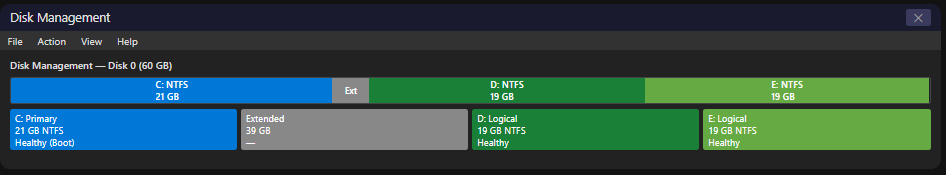 Disk Management
File Action View Help
Disk Management — Disk 0 (60 GB)
C: NTFS
21 GB
Ext
D: NTFS
19 GB
E: NTFS
19 GB
C: Primary
21 GB NTFS
Healthy (Boot)
Extended
39 GB
—
D: Logical
19 GB NTFS
Healthy
E: Logical
19 GB NTFS
Healthy